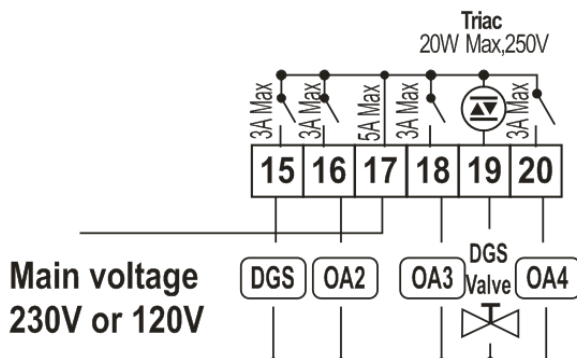 Triac
20W Max,250V
3A Max
3A Max
5A Max
3A Max
3A Max
15 16 17 18 19 20
Main voltage
230V or 120V
DGS
OA2
OA3
DGS
Valve
OA4